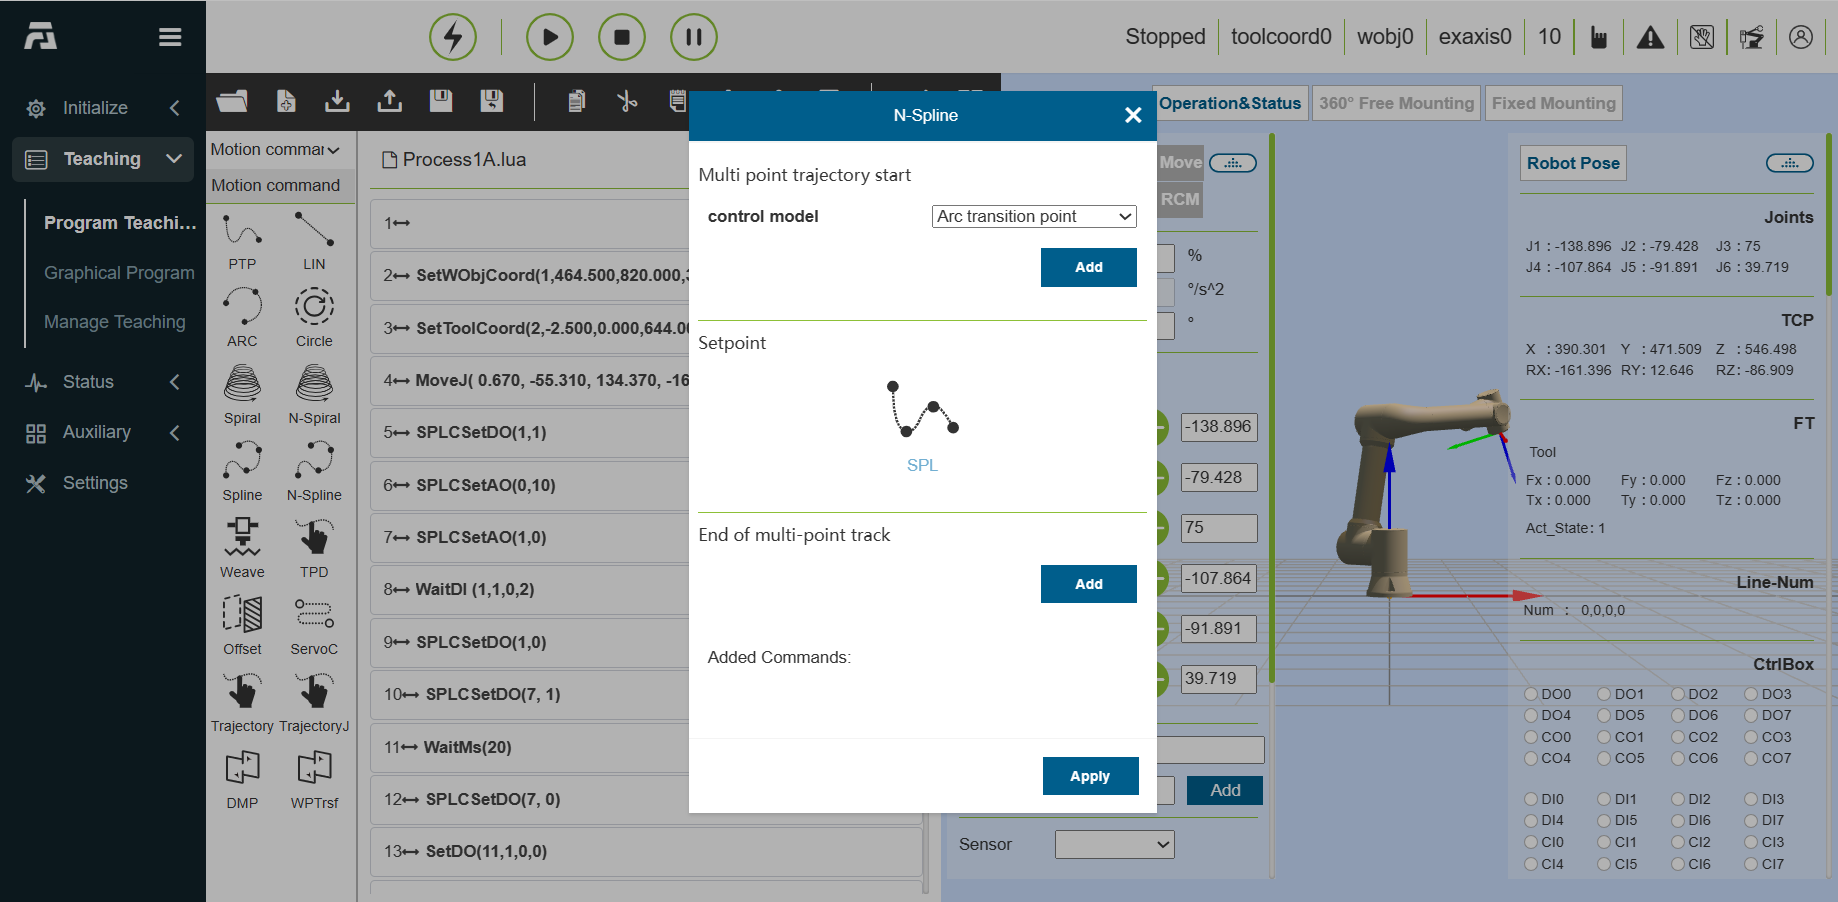 Stopped
toolcoord0
wobj0
exaxis0
10
Initialize
Teaching
Program Teachi...
Graphical Program
Manage Teaching
Status
Auxiliary
Settings
Motion commar
Motion command
PTP
LIN
ARC
Circle
Spiral
N-Spiral
Spline
N-Spline
Weave
TPD
Offset
ServoC
Trajectory
TrajectoryJ
DMP
WPTrsf
Process1A.lua
1
2 SetWObjCoord(1,464.500,820.000,
3 SetToolCoord(2,-2.500,0.000,644.00
4 MoveJ( 0.670, -55.310, 134.370, -16
5 SPLCSetDO(1,1)
6 SPLCSetAO(0,10)
7 SPLCSetAO(1,0)
8 WaitDI (1,1,0,2)
9 SPLCSetDO(1,0)
10 SPLCSetDO(7, 1)
11 WaitMs(20)
12 SPLCSetDO(7, 0)
13 SetDO(11,1,0,0)
N-Spline
Multi point trajectory start
control model
Arc transition point
Add
Setpoint
SPL
End of multi-point track
Add
Added Commands:
Apply
Operation&Status
360° Free Mounting
Fixed Mounting
Move
RCM
%
°/s^2
°
-138.896
-79.428
75
-107.864
-91.891
39.719
Add
Sensor
Robot Pose
Joints
J1 : -138.896 J2 : -79.428 J3 : 75
J4 : -107.864 J5 : -91.891 J6 : 39.719
TCP
X : 390.301 Y : 471.509 Z : 546.498
RX: -161.396 RY: 12.646 RZ: -86.909
FT
Tool
Fx : 0.000 Fy : 0.000 Fz : 0.000
Tx : 0.000 Ty : 0.000 Tz : 0.000
Act_State: 1
Line-Num
Num : 0,0,0,0
CtrlBox
DO0 DO1 DO2 DO3
DO4 DO5 DO6 DO7
CO0 CO1 CO2 CO3
CO4 CO5 CO6 CO7
DI0 DI1 DI2 DI3
DI4 DI5 DI6 DI7
CI0 CI1 CI2 CI3
CI4 CI5 CI6 CI7